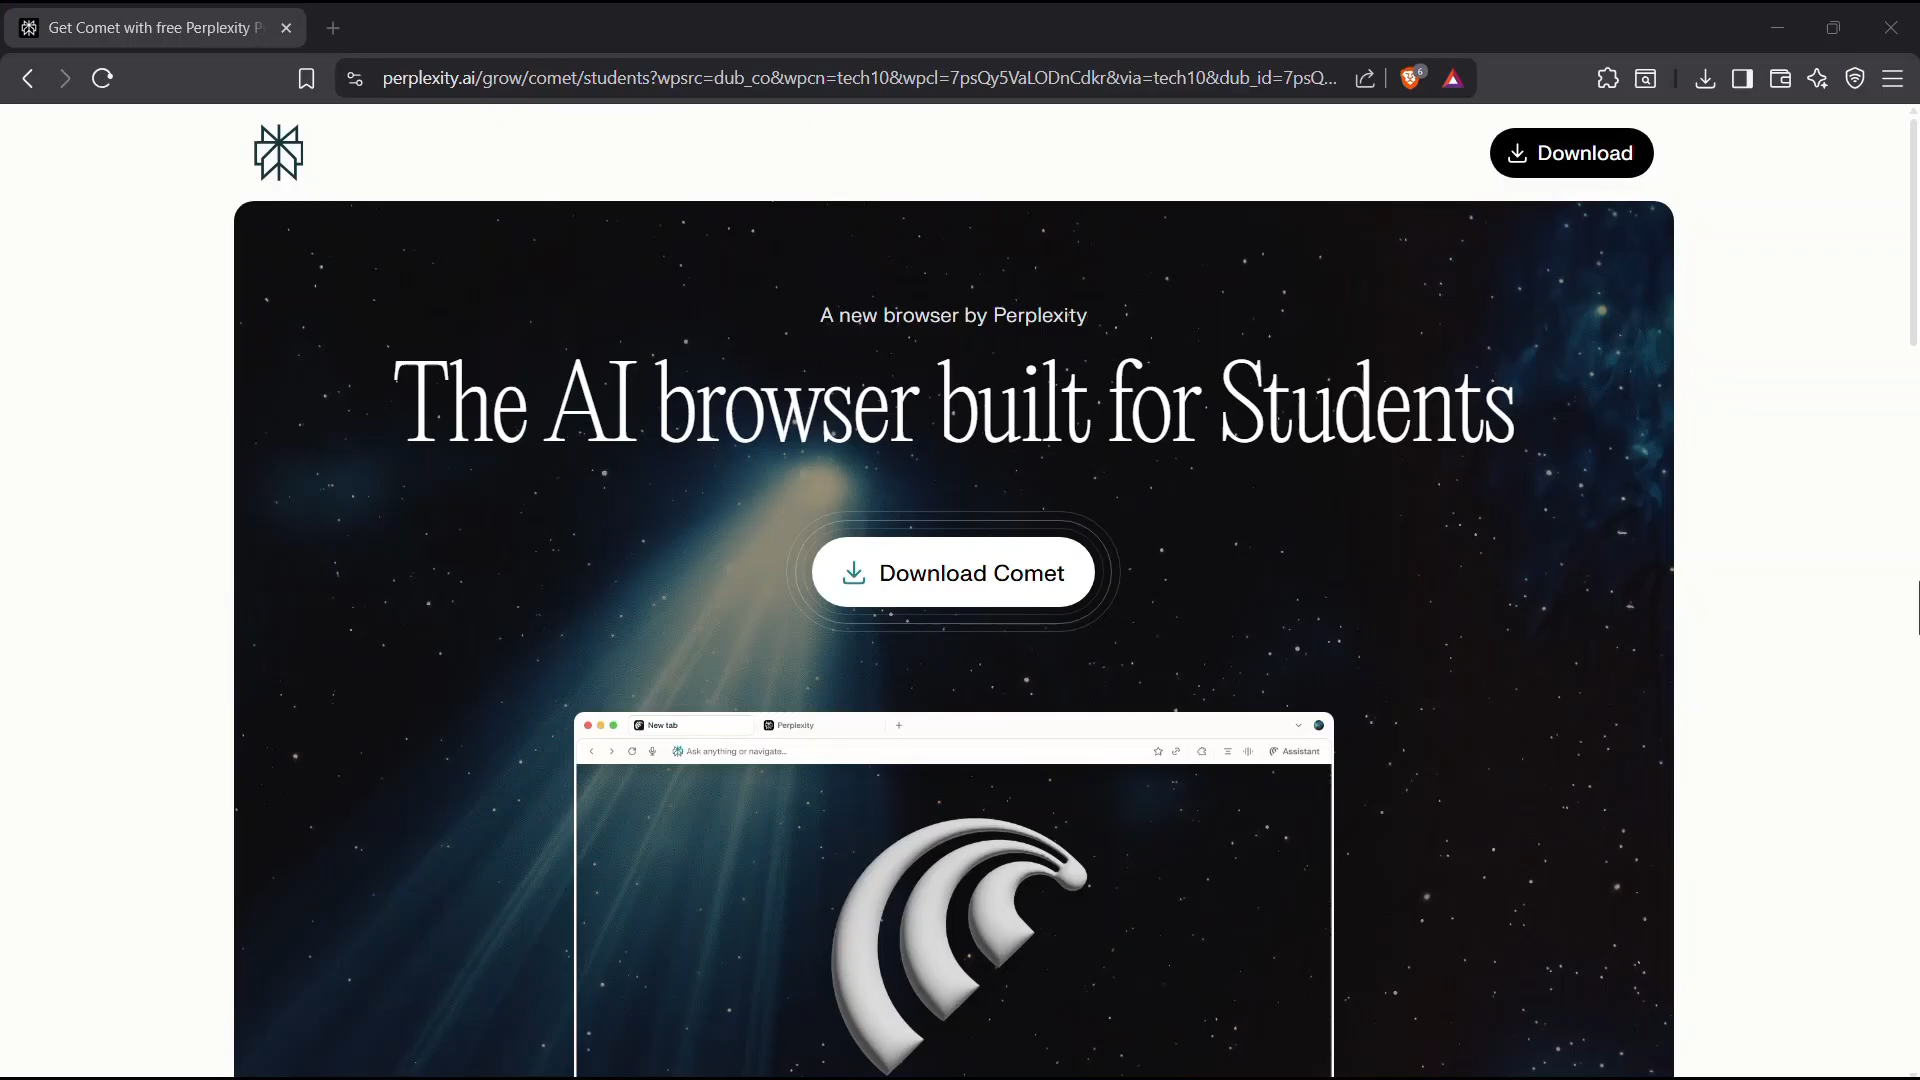 Get Comet with free Perplexity P
perplexity.ai/grow/comet/students?wpsrc=dub_co&wpcn=tech10&wpcl=7psQy5VaLODnCdkr&via=tech10&dub_id=7psQ...
6
Download
A new browser by Perplexity
The AI browser built for Students
Download Comet
New tab
Perplexity
Ask anything or navigate...
Assistant